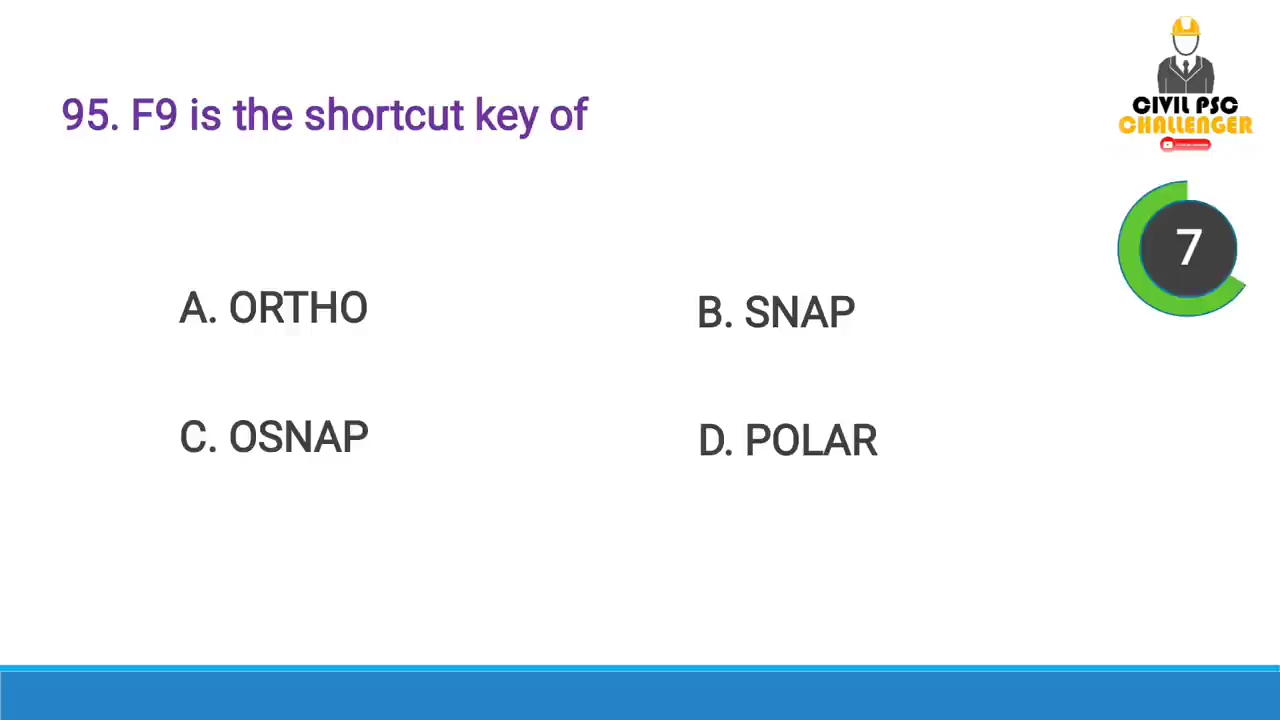 95. F9 is the shortcut key of
A. ORTHO
B. SNAP
C. OSNAP
D. POLAR
CIVIL PSC
CHALLENGER
7